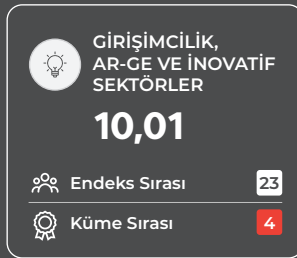 GİRİŞİMCİLİK,
AR-GE VE İNOVATİF
SEKTÖRLER
10,01
Endeks Sırası 23
Küme Sırası 4